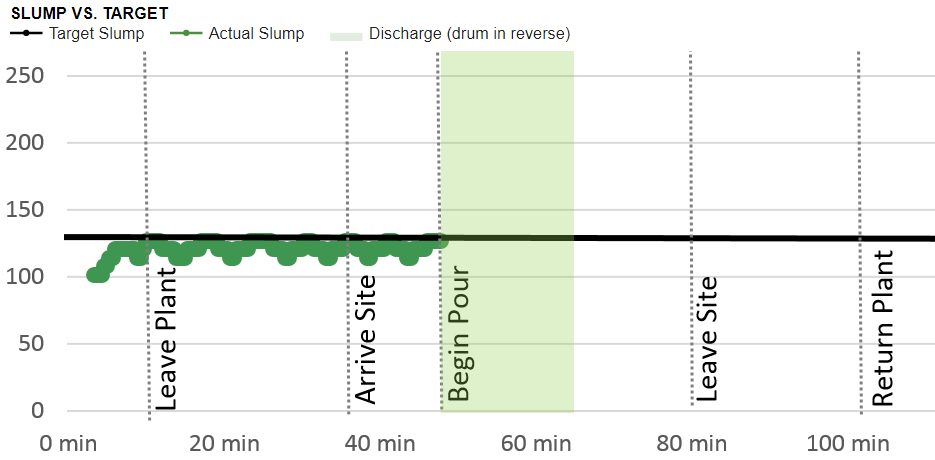 SLUMP VS. TARGET
Target Slump Actual Slump Discharge (drum in reverse)
250
200
150
100
50
0
Leave Plant
Arrive Site
Begin Pour
Leave Site
Return Plant
0 min 20 min 40 min 60 min 80 min 100 min